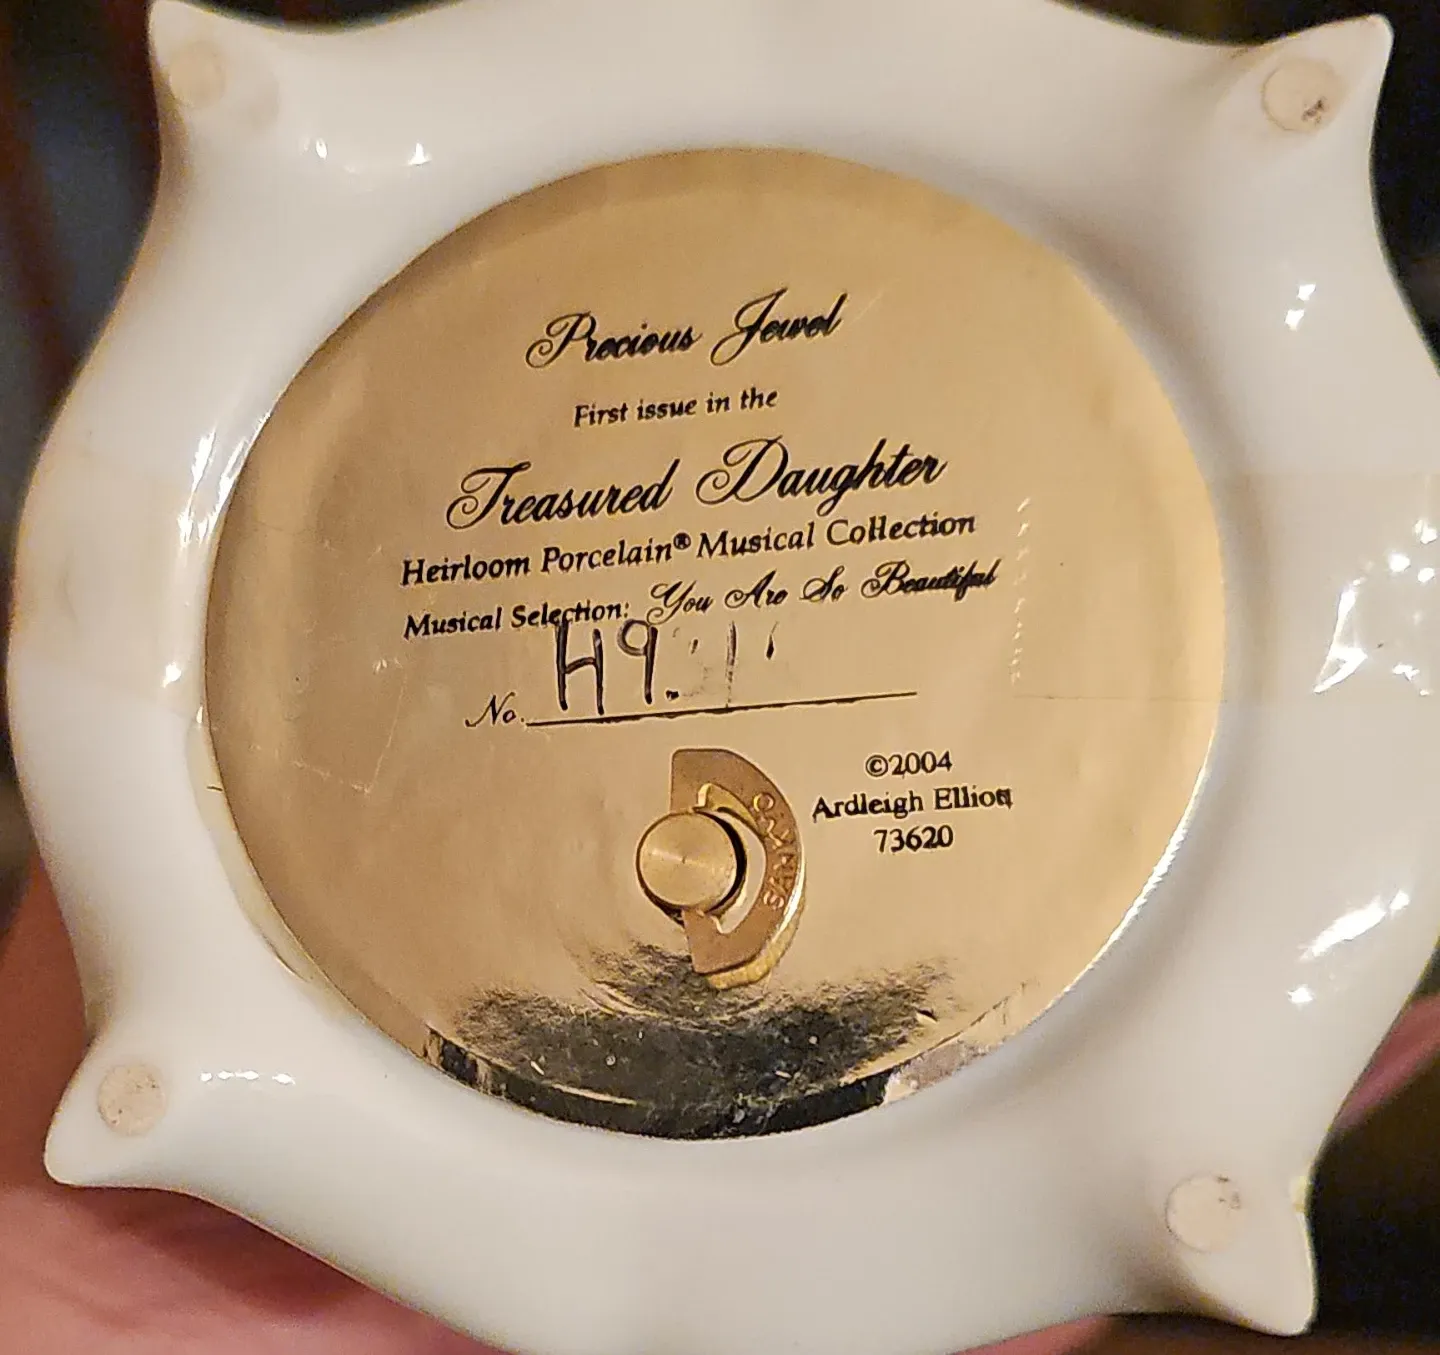 Precious Jewel
First issue in the
Treasured Daughter
Heirloom Porcelain® Musical Collection
Musical Selection: You Are So Beautiful
No. H9
©2004
Ardleigh Elliott
73620
SANKYO